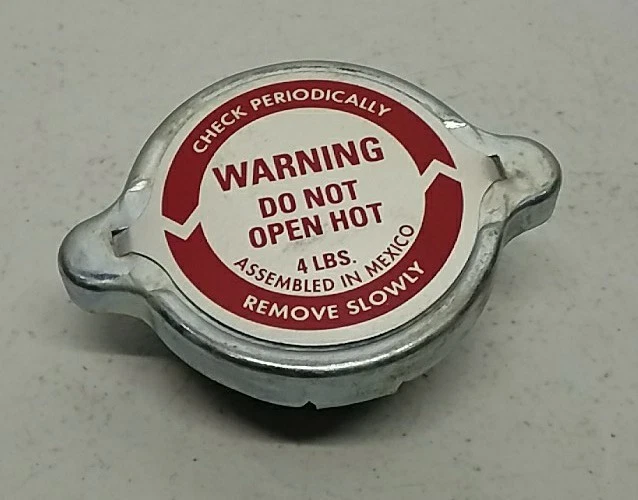 CHECK PERIODICALLY
WARNING
DO NOT
OPEN HOT
4 LBS.
ASSEMBLED IN MEXICO
REMOVE SLOWLY